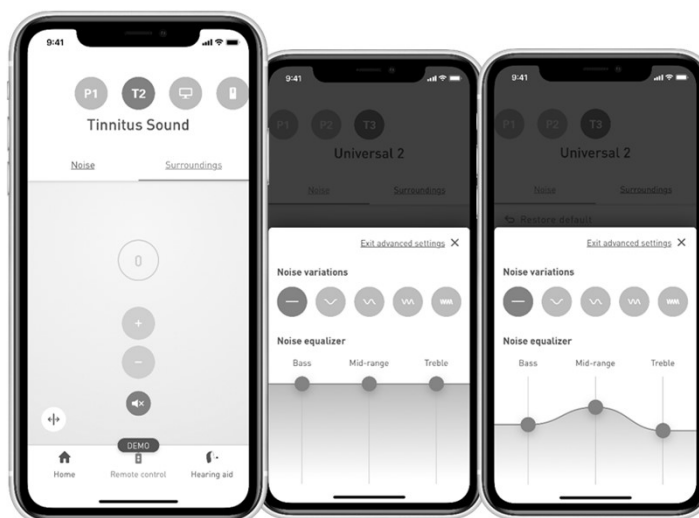 9:41
P1 T2
Tinnitus Sound
Noise Surroundings
0
+
−
DEMO
Home Remote control Hearing aid
9:41
P1 P2 T3
Universal 2
Noise Surroundings
Exit advanced settings ✕
Noise variations
Noise equalizer
Bass Mid-range Treble
9:41
P1 P2 T3
Universal 2
Noise Surroundings
Restore default
Exit advanced settings ✕
Noise variations
Noise equalizer
Bass Mid-range Treble